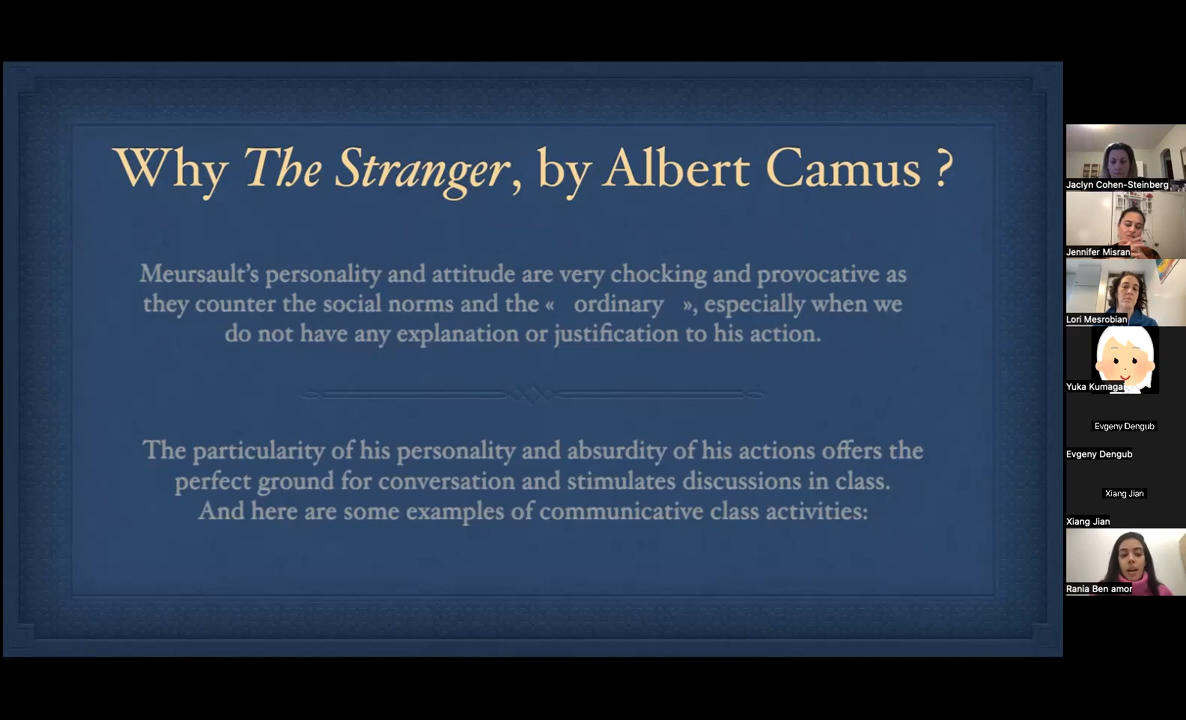 Why The Stranger, by Albert Camus ?
Meursault's personality and attitude are very chocking and provocative as
they counter the social norms and the «   ordinary   », especially when we
do not have any explanation or justification to his action.
The particularity of his personality and absurdity of his actions offers the
perfect ground for conversation and stimulates discussions in class.
And here are some examples of communicative class activities:
Jaclyn Cohen-Steinberg
Jennifer Misran
Lori Mesrobian
Yuka Kumagai
Evgeny Dengub
Evgeny Dengub
Xiang Jian
Xiang Jian
Rania Ben amor